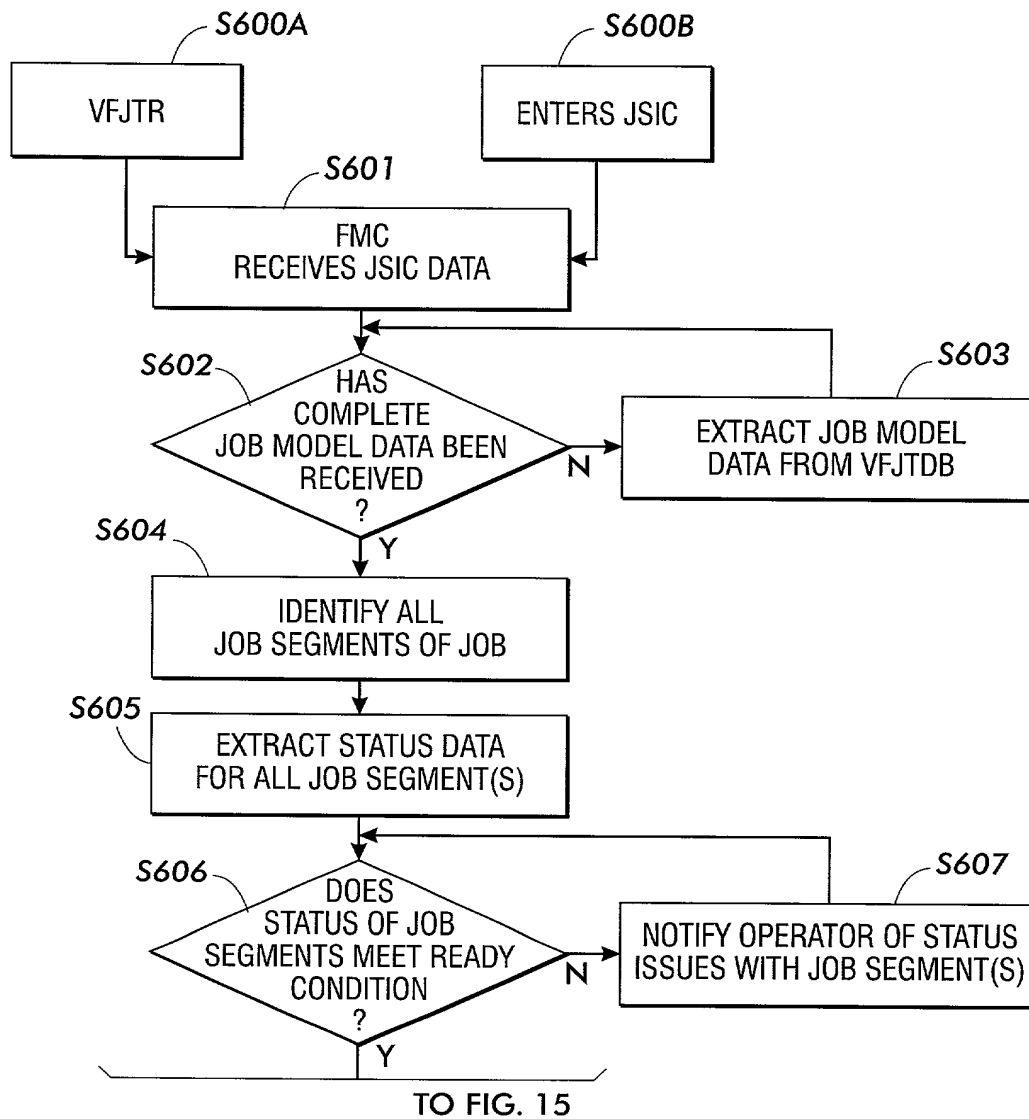 S600A
VFJTR
S600B
ENTERS JSIC
S601
FMC
RECEIVES JSIC DATA
S602
HAS
COMPLETE
JOB MODEL DATA BEEN
RECEIVED
?
N
Y
S603
EXTRACT JOB MODEL
DATA FROM VFJTDB
S604
IDENTIFY ALL
JOB SEGMENTS OF JOB
S605
EXTRACT STATUS DATA
FOR ALL JOB SEGMENT(S)
S606
DOES
STATUS OF JOB
SEGMENTS MEET READY
CONDITION
?
N
Y
S607
NOTIFY OPERATOR OF STATUS
ISSUES WITH JOB SEGMENT(S)
TO FIG. 15